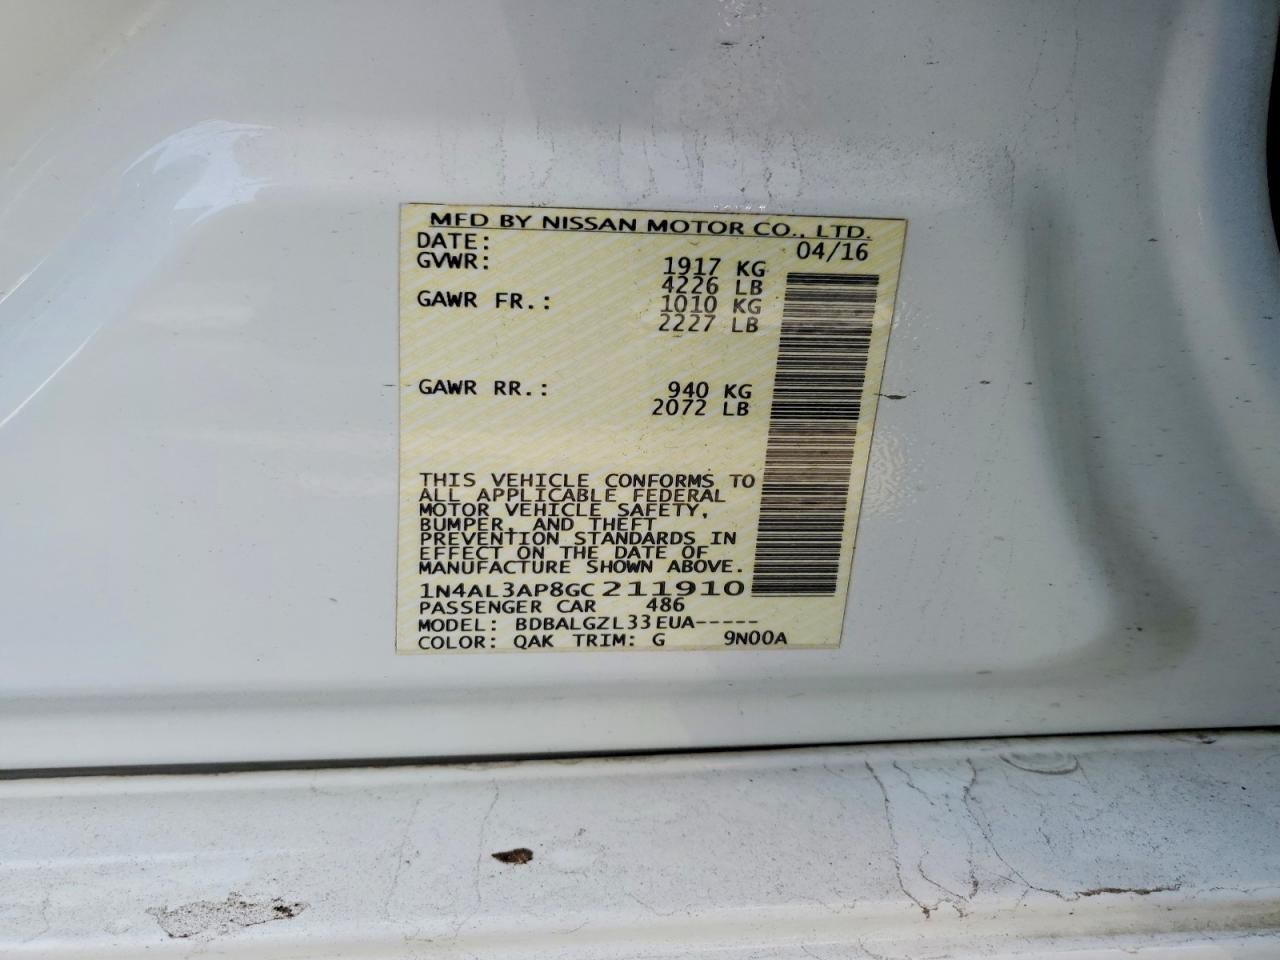 MFD BY NISSAN MOTOR CO., LTD.
DATE: 04/16
GVWR: 1917 KG
4226 LB
GAWR FR.: 1010 KG
2227 LB
GAWR RR.: 940 KG
2072 LB
THIS VEHICLE CONFORMS TO
ALL APPLICABLE FEDERAL
MOTOR VEHICLE SAFETY,
BUMPER, AND THEFT
PREVENTION STANDARDS IN
EFFECT ON THE DATE OF
MANUFACTURE SHOWN ABOVE.
1N4AL3AP8GC211910
PASSENGER CAR 486
MODEL: BDBALGZL33EUA-----
COLOR: QAK TRIM: G 9N00A